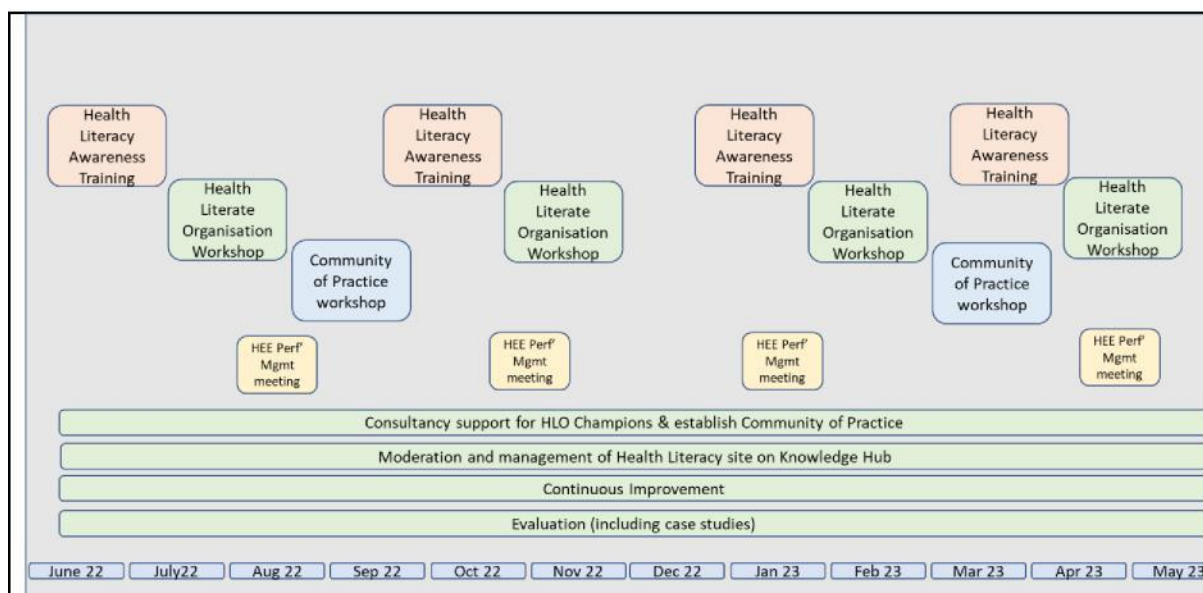 Health
Literacy
Awareness
Training
Health
Literacy
Awareness
Training
Health
Literacy
Awareness
Training
Health
Literacy
Awareness
Training
Health
Literate
Organisation
Workshop
Health
Literate
Organisation
Workshop
Health
Literate
Organisation
Workshop
Health
Literate
Organisation
Workshop
Community
of Practice
workshop
Community
of Practice
workshop
HEE Perf'
Mgmt
meeting
HEE Perf'
Mgmt
meeting
HEE Perf'
Mgmt
meeting
HEE Perf'
Mgmt
meeting
Consultancy support for HLO Champions & establish Community of Practice
Moderation and management of Health Literacy site on Knowledge Hub
Continuous Improvement
Evaluation (including case studies)
June 22
July22
Aug 22
Sep 22
Oct 22
Nov 22
Dec 22
Jan 23
Feb 23
Mar 23
Apr 23
May 23